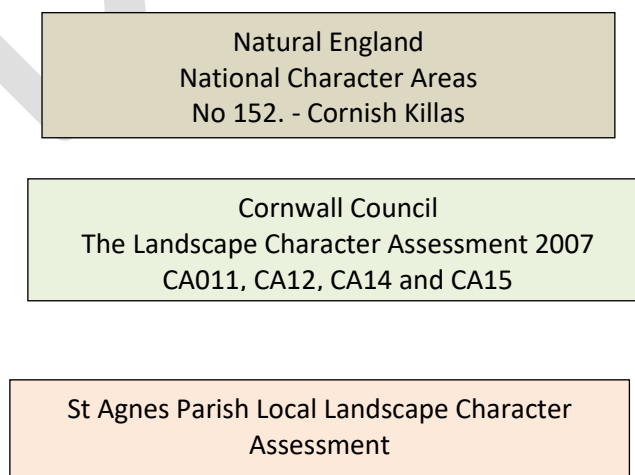 Natural England
National Character Areas
No 152. - Cornish Killas
Cornwall Council
The Landscape Character Assessment 2007
CA011, CA12, CA14 and CA15
St Agnes Parish Local Landscape Character
Assessment